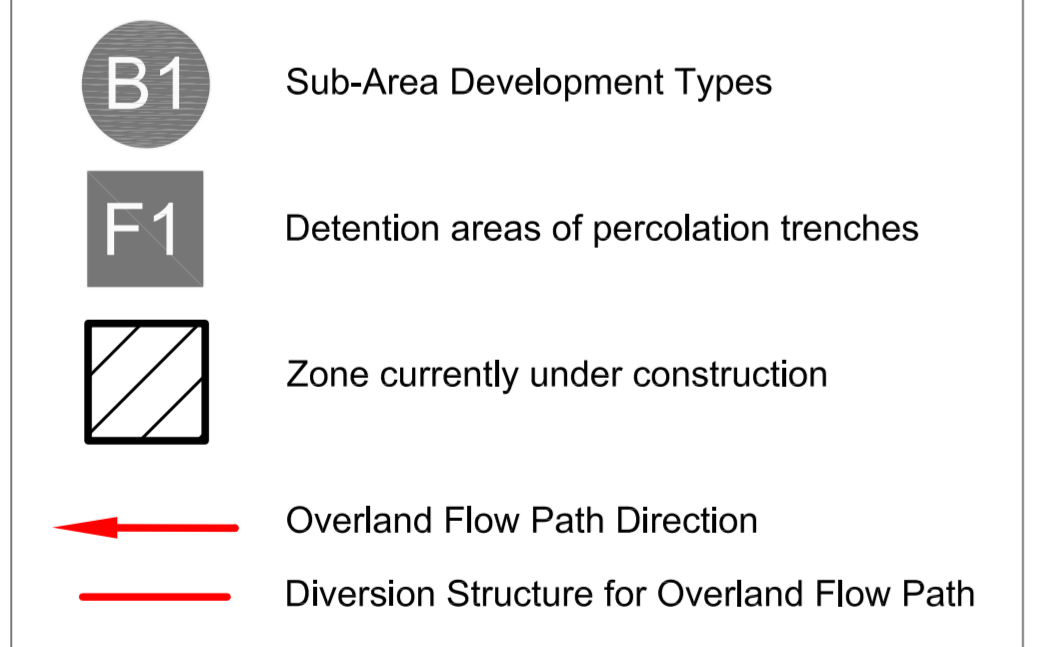 B1 Sub-Area Development Types
F1 Detention areas of percolation trenches
Zone currently under construction
Overland Flow Path Direction
Diversion Structure for Overland Flow Path